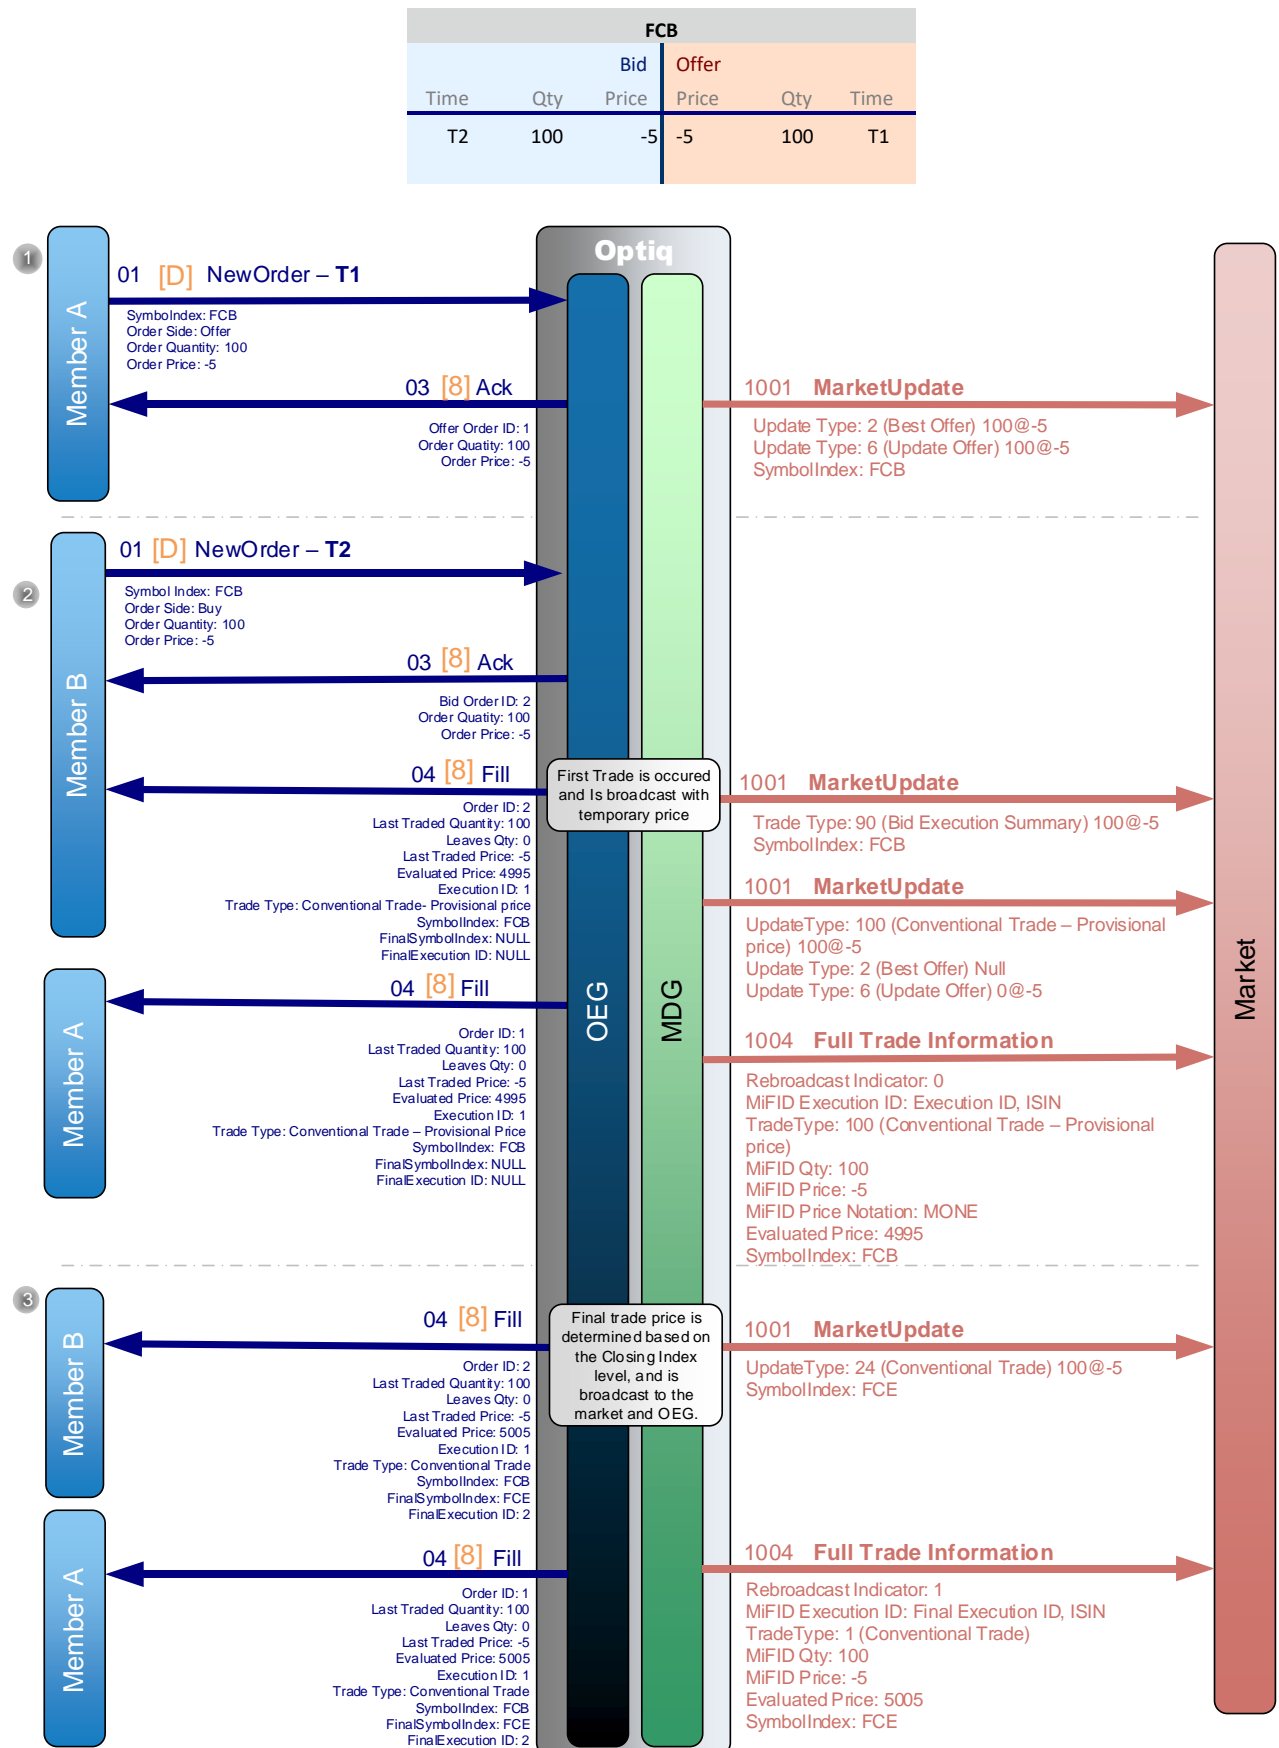 FCB
Bid Offer
Time Qty Price Price Qty Time
T2 100 -5 -5 100 T1
Optiq
1
Member A
01 [D] NewOrder – T1
SymbolIndex: FCB
Order Side: Offer
Order Quantity: 100
Order Price: -5
03 [8] Ack
Offer Order ID: 1
Order Quatity: 100
Order Price: -5
1001 MarketUpdate
Update Type: 2 (Best Offer) 100@-5
Update Type: 6 (Update Offer) 100@-5
SymbolIndex: FCB
2
Member B
01 [D] NewOrder – T2
Symbol Index: FCB
Order Side: Buy
Order Quantity: 100
Order Price: -5
03 [8] Ack
Bid Order ID: 2
Order Quatity: 100
Order Price: -5
04 [8] Fill
Order ID: 2
Last Traded Quantity: 100
Leaves Qty: 0
Last Traded Price: -5
Evaluated Price: 4995
Execution ID: 1
Trade Type: Conventional Trade- Provisional price
SymbolIndex: FCB
FinalSymbolIndex: NULL
FinalExecution ID: NULL
First Trade is occured
and Is broadcast with
temporary price
1001 MarketUpdate
Trade Type: 90 (Bid Execution Summary) 100@-5
SymbolIndex: FCB
1001 MarketUpdate
UpdateType: 100 (Conventional Trade – Provisional
price) 100@-5
Update Type: 2 (Best Offer) Null
Update Type: 6 (Update Offer) 0@-5
Member A
04 [8] Fill
Order ID: 1
Last Traded Quantity: 100
Leaves Qty: 0
Last Traded Price: -5
Evaluated Price: 4995
Execution ID: 1
Trade Type: Conventional Trade – Provisional Price
SymbolIndex: FCB
FinalSymbolIndex: NULL
FinalExecution ID: NULL
OEG
MDG
Market
1004 Full Trade Information
Rebroadcast Indicator: 0
MiFID Execution ID: Execution ID, ISIN
TradeType: 100 (Conventional Trade – Provisional
price)
MiFID Qty: 100
MiFID Price: -5
MiFID Price Notation: MONE
Evaluated Price: 4995
SymbolIndex: FCB
3
Member B
04 [8] Fill
Order ID: 2
Last Traded Quantity: 100
Leaves Qty: 0
Last Traded Price: -5
Evaluated Price: 5005
Execution ID: 1
Trade Type: Conventional Trade
SymbolIndex: FCB
FinalSymbolIndex: FCE
FinalExecution ID: 2
Final trade price is
determined based on
the Closing Index
level, and is
broadcast to the
market and OEG.
1001 MarketUpdate
UpdateType: 24 (Conventional Trade) 100@-5
SymbolIndex: FCE
Member A
04 [8] Fill
Order ID: 1
Last Traded Quantity: 100
Leaves Qty: 0
Last Traded Price: -5
Evaluated Price: 5005
Execution ID: 1
Trade Type: Conventional Trade
SymbolIndex: FCB
FinalSymbolIndex: FCE
FinalExecution ID: 2
1004 Full Trade Information
Rebroadcast Indicator: 1
MiFID Execution ID: Final Execution ID, ISIN
TradeType: 1 (Conventional Trade)
MiFID Qty: 100
MiFID Price: -5
Evaluated Price: 5005
SymbolIndex: FCE